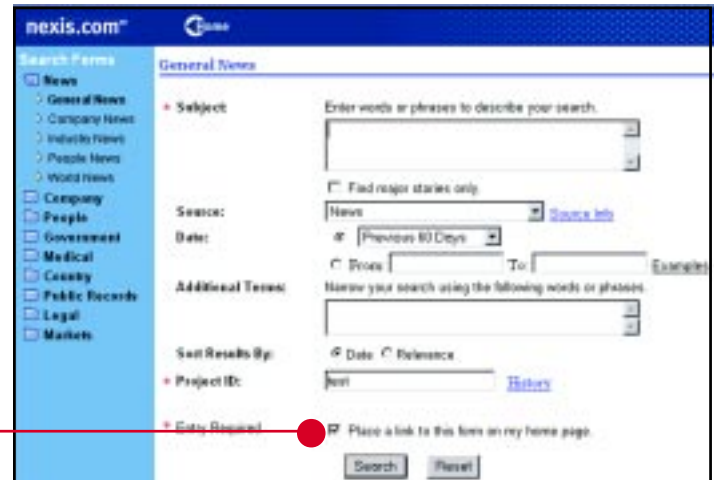 nexis.com™ Home
Search Forms
News
General News
Company News
Industry News
People News
World News
Company
People
Government
Medical
Country
Public Records
Legal
Markets
General News
* Subject: Enter words or phrases to describe your search.
Find major stories only.
Source: News Source Info
Date: Previous 60 Days
From To: Examples
Additional Terms: Narrow your search using the following words or phrases.
Sort Results By: Date Relevance
* Project ID: test History
* Entry Required Place a link to this form on my home page.
Search Reset